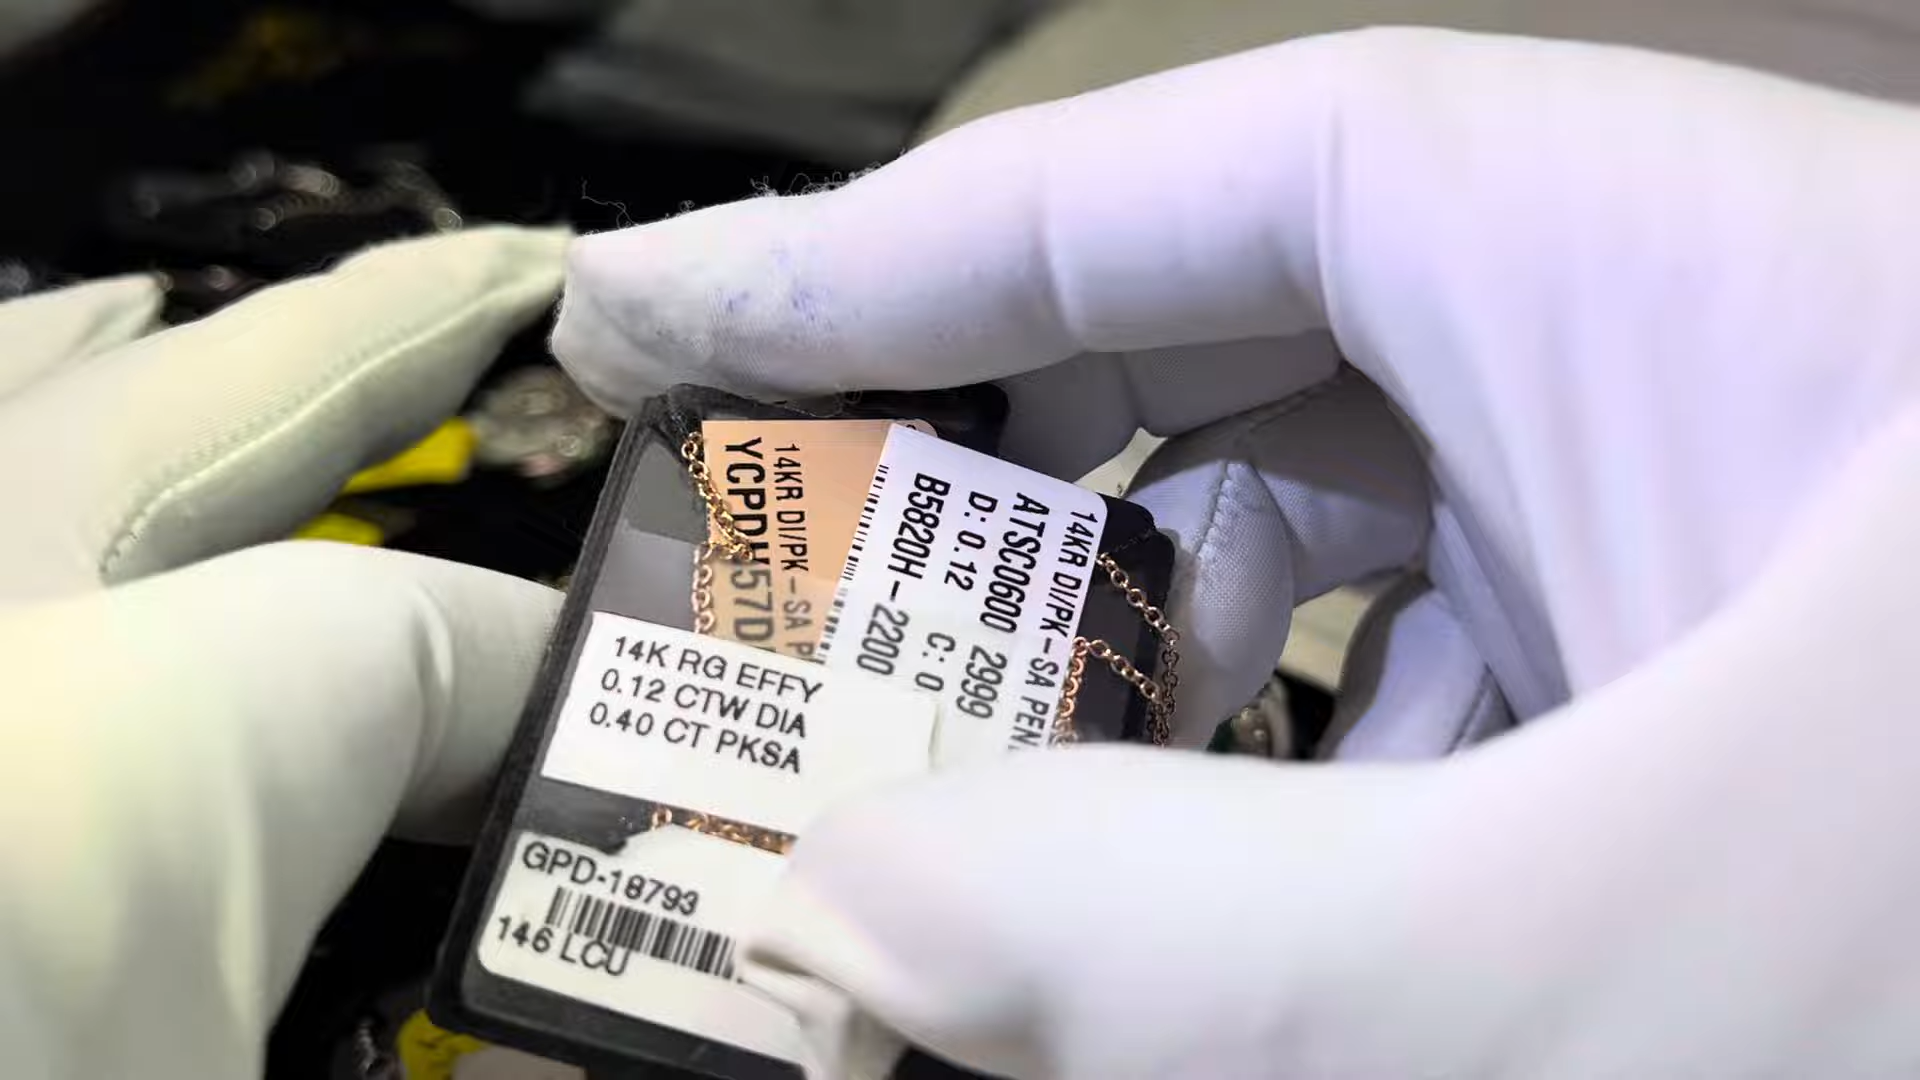 14KR DI/PK-SA P
YCPD 57D
14KR DI/PK-SA PEN
ATSC0600 2999
D: 0.12 C: 0
B5820H-2200
14K RG EFFY
0.12 CTW DIA
0.40 CT PKSA
GPD-18793
146 LCU